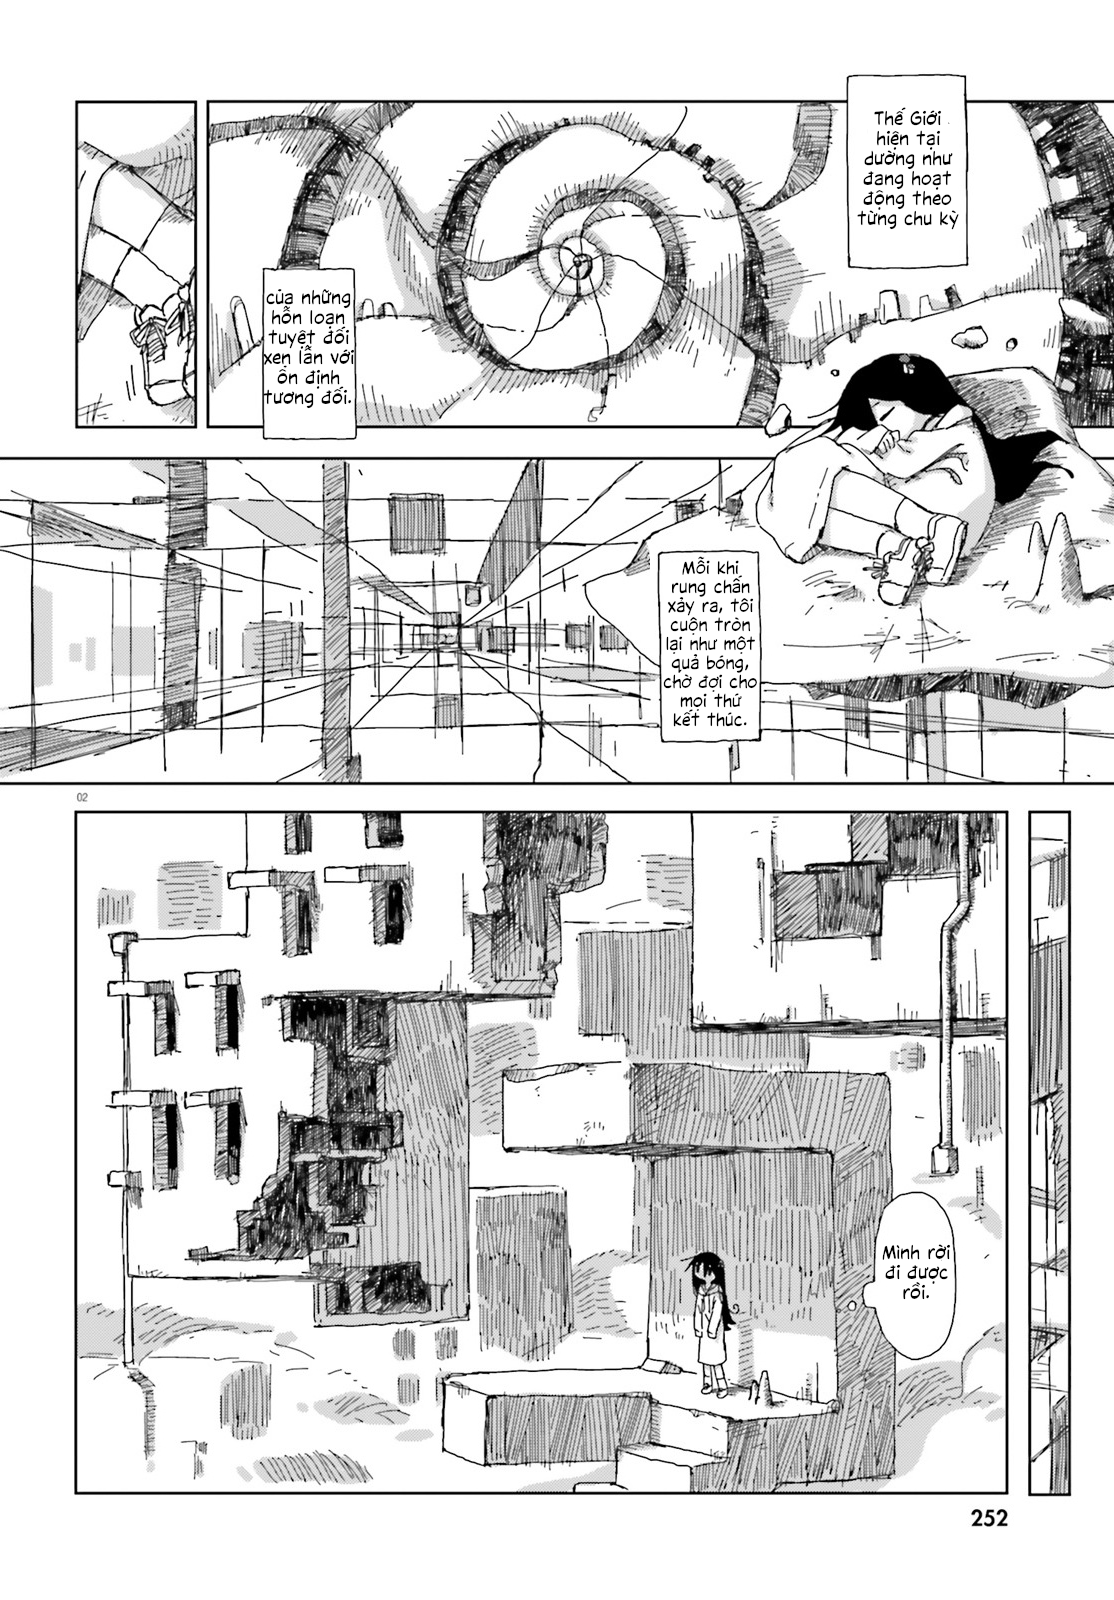 Thế Giới
hiện tại
dường như
đang hoạt
động theo
từng chu kỳ
của những
hỗn loạn
tuyệt đối
xen lẫn với
ổn định
tương đối.
Mỗi khi
rung chấn
xảy ra, tôi
cuộn tròn
lại như một
quả bóng,
chờ đợi cho
mọi thứ
kết thúc.
02
Mình rời
đi được
rồi.
252